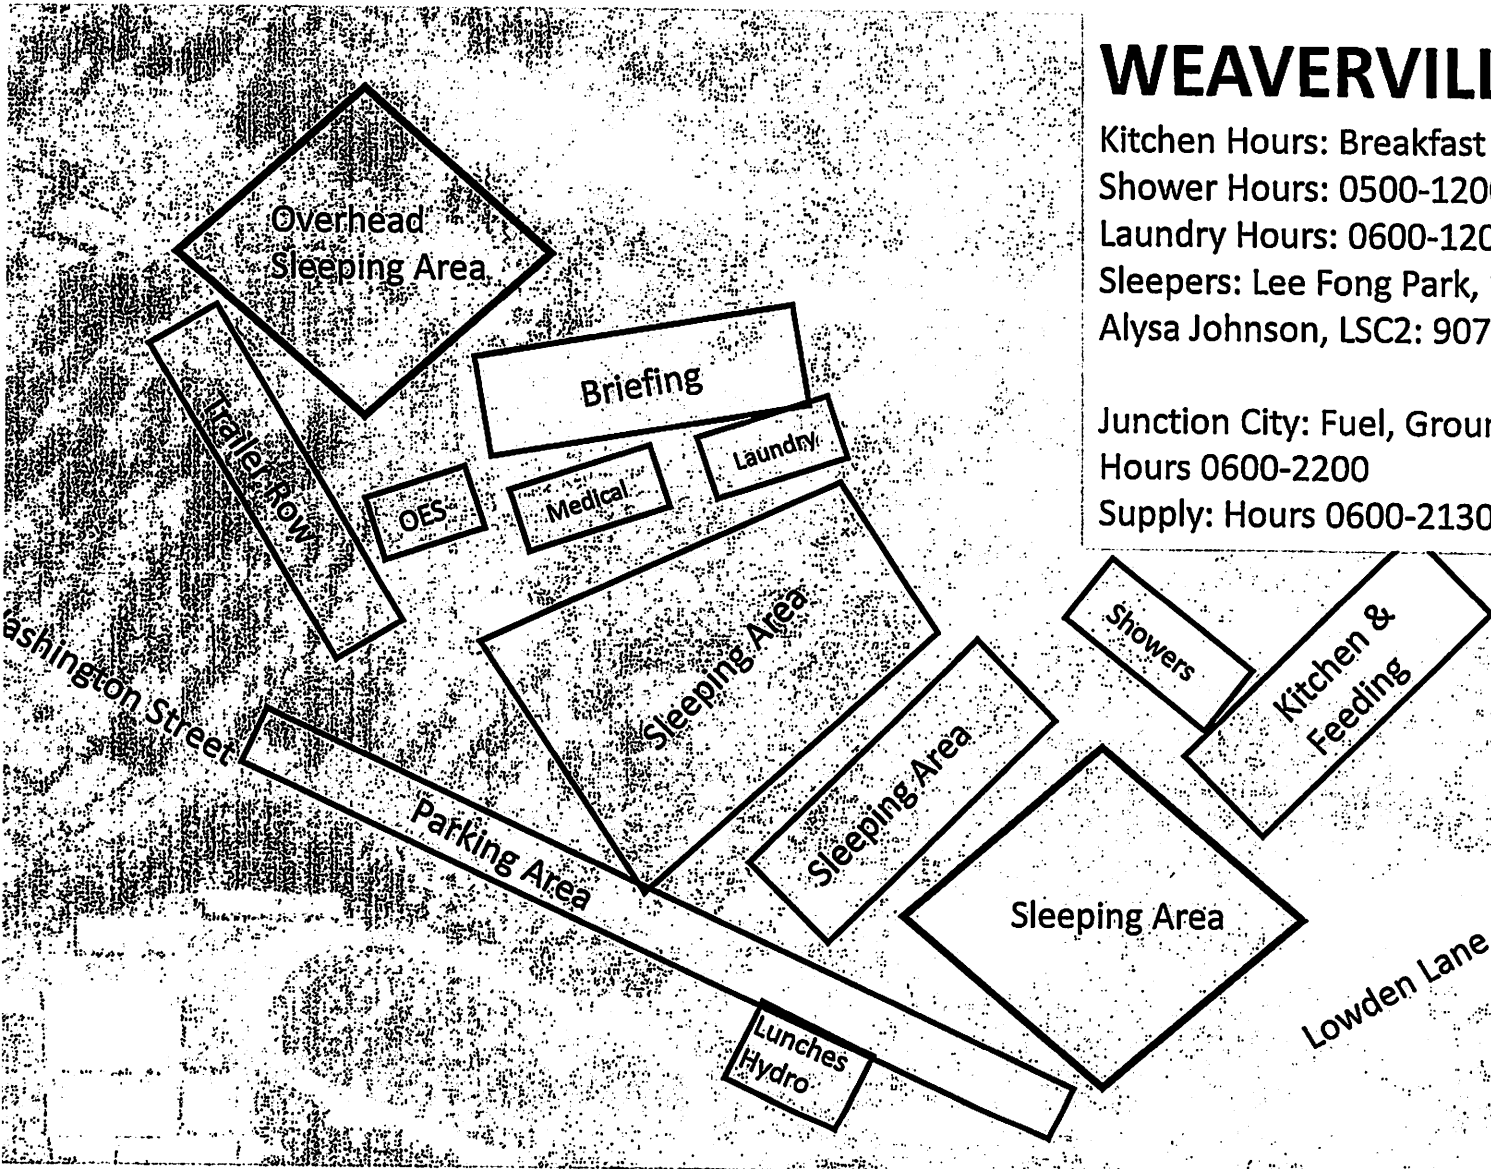 WEAVERVILL
Kitchen Hours: Breakfast
Shower Hours: 0500-1200
Laundry Hours: 0600-120
Sleepers: Lee Fong Park,
Alysa Johnson, LSC2: 907
Junction City: Fuel, Groun
Hours 0600-2200
Supply: Hours 0600-2130
Overhead
Sleeping Area
Briefing
Trailer Row
OES
Medical
Laundry
Sleeping Area
Showers
Kitchen &
Feeding
ashington Street
Parking Area
Sleeping Area
Sleeping Area
Lunches
Hydro
Lowden Lane